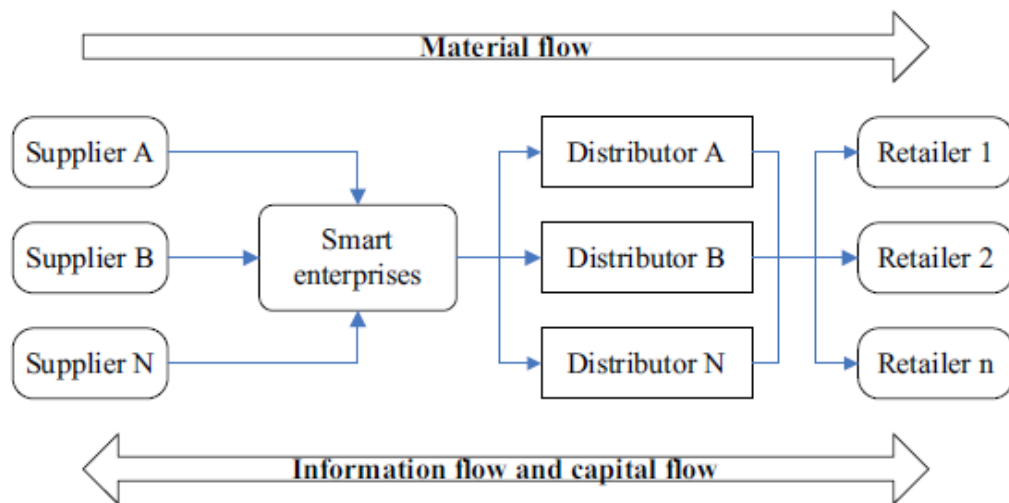 Material flow
Supplier A
Distributor A
Retailer 1
Supplier B
Smart
enterprises
Distributor B
Retailer 2
Supplier N
Distributor N
Retailer n
Information flow and capital flow